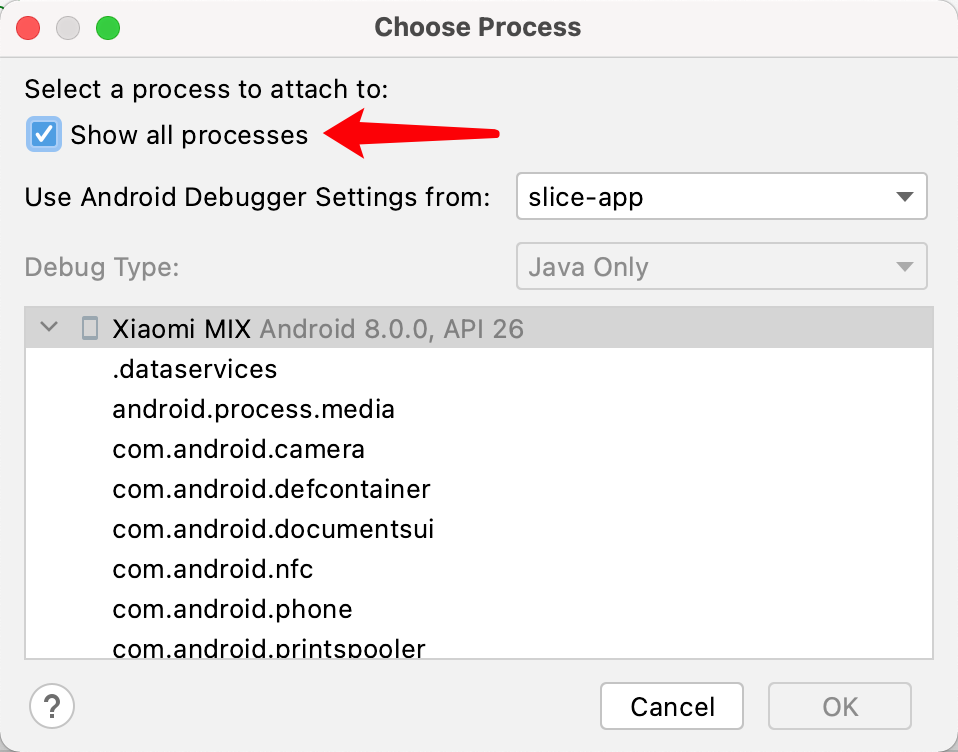 Choose Process
Select a process to attach to:
Show all processes
Use Android Debugger Settings from: slice-app
Debug Type: Java Only
Xiaomi MIX Android 8.0.0, API 26
.dataservices
android.process.media
com.android.camera
com.android.defcontainer
com.android.documentsui
com.android.nfc
com.android.phone
com.android.printspooler
? Cancel OK